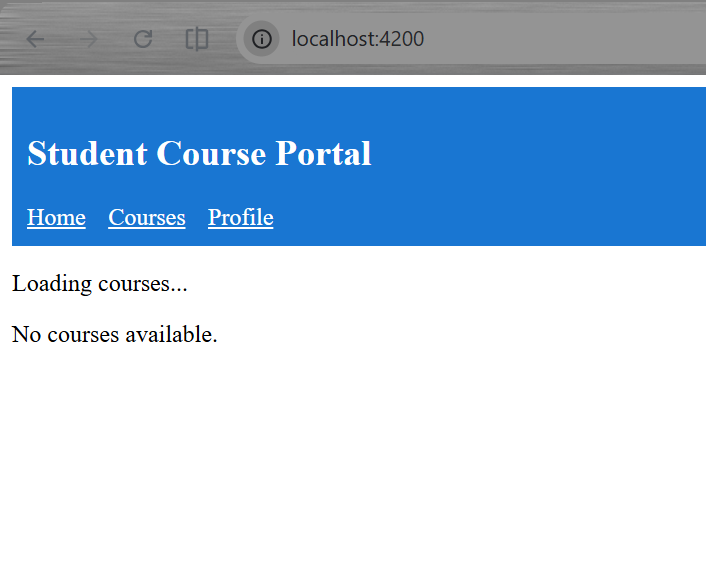 localhost:4200
Student Course Portal
Home Courses Profile
Loading courses...
No courses available.